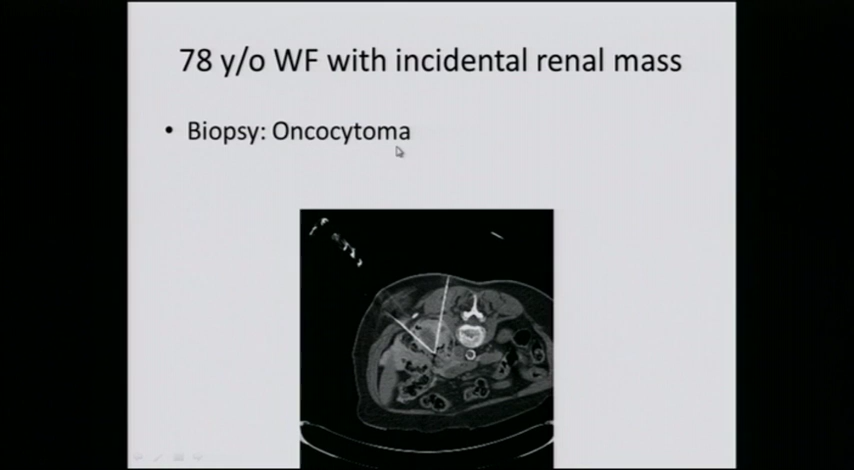 78 y/o WF with incidental renal mass
• Biopsy: Oncocytoma